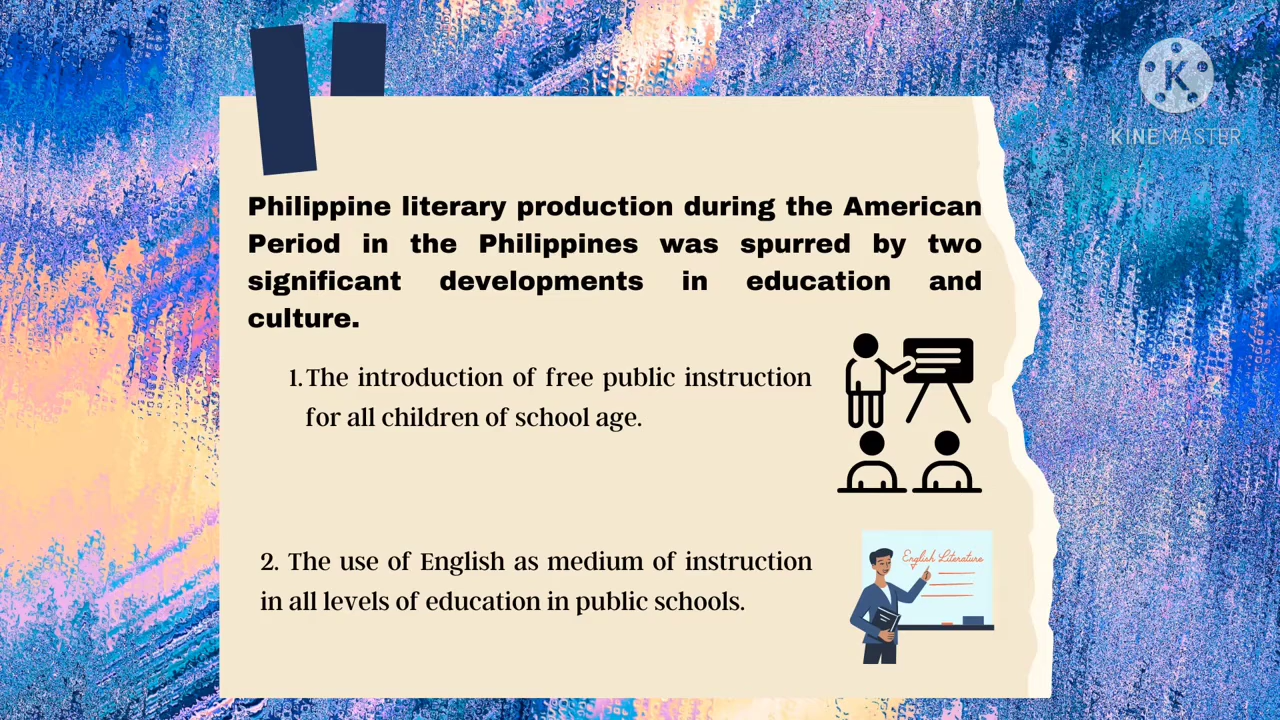 K
KINEMASTER
Philippine literary production during the American
Period in the Philippines was spurred by two
significant developments in education and
culture.
1. The introduction of free public instruction
for all children of school age.
English Literature
2. The use of English as medium of instruction
in all levels of education in public schools.